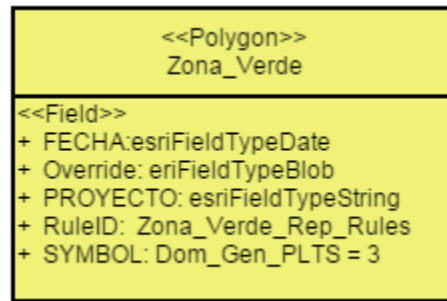 <<Polygon>>
Zona_Verde
<<Field>>
+ FECHA:esriFieldTypeDate
+ Override: eriFieldTypeBlob
+ PROYECTO: esriFieldTypeString
+ RuleID: Zona_Verde_Rep_Rules
+ SYMBOL: Dom_Gen_PLTS = 3